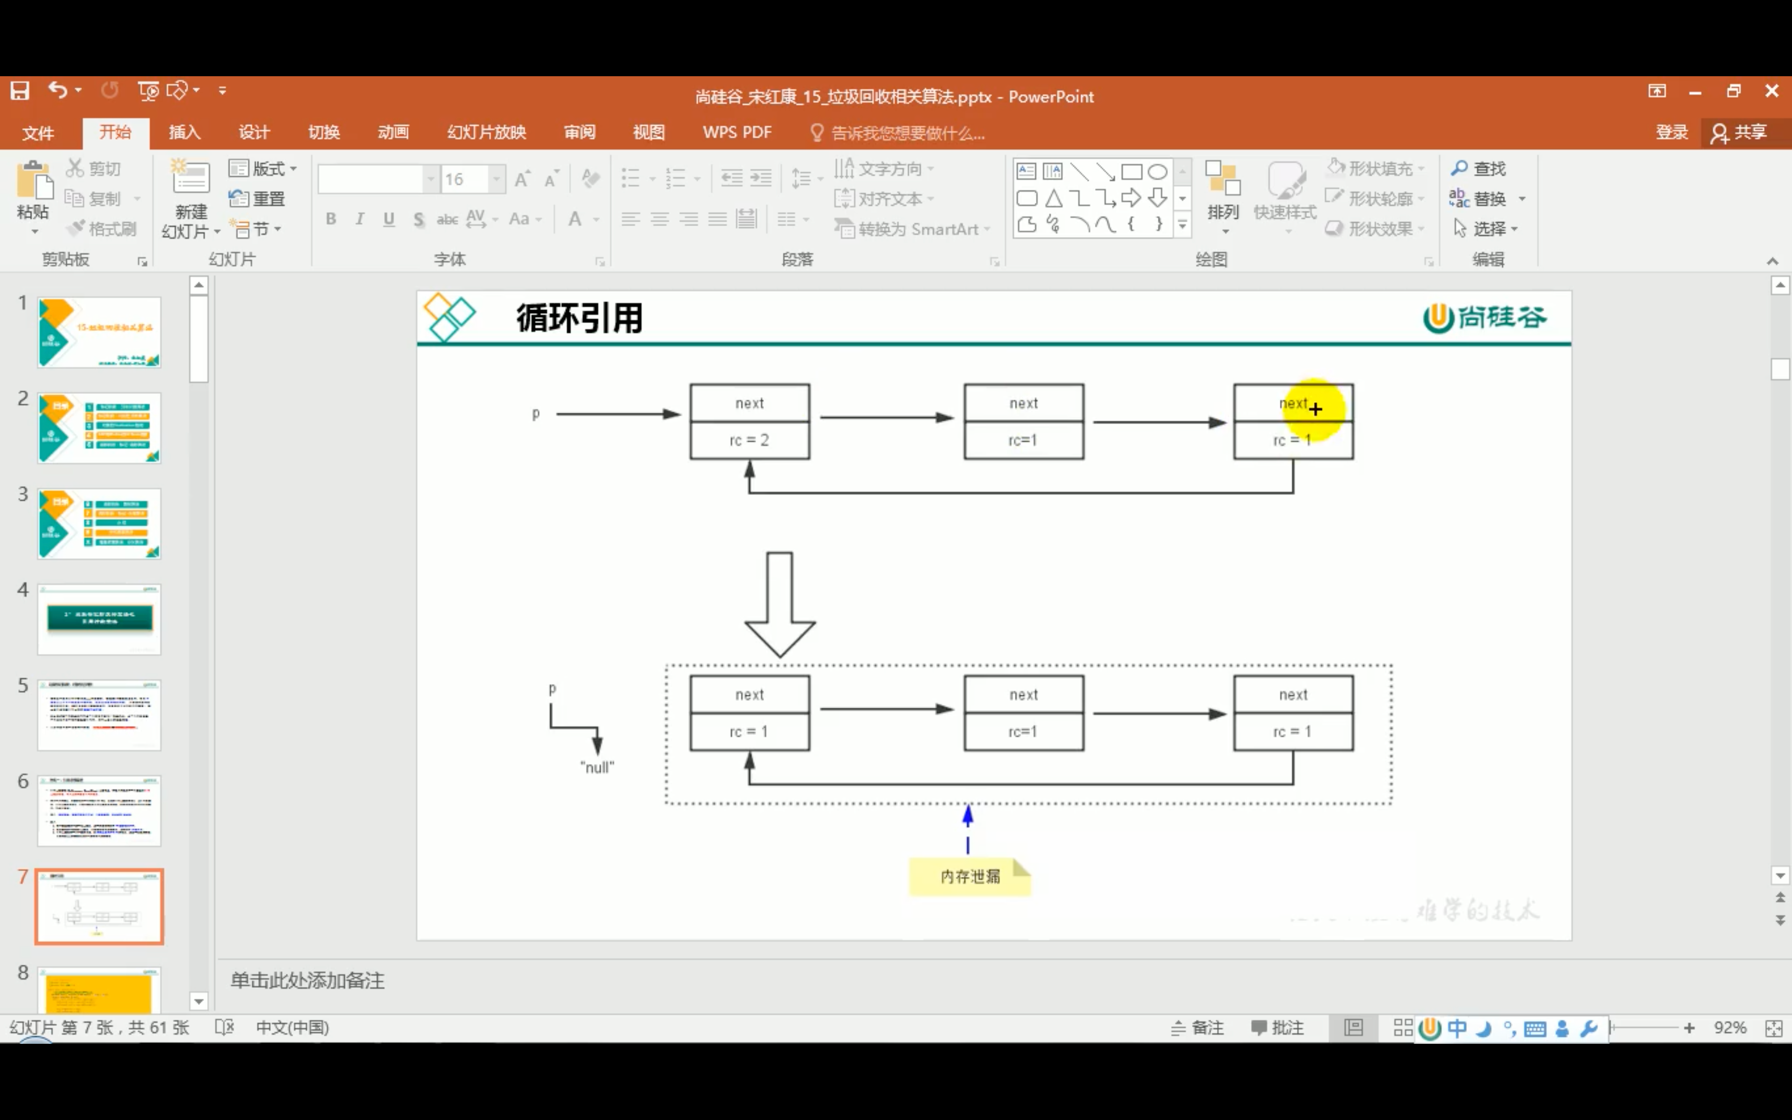 尚硅谷_宋红康_15_垃圾回收相关算法.pptx - PowerPoint
文件 开始 插入 设计 切换 动画 幻灯片放映 审阅 视图 WPS PDF 告诉我您想要做什么... 登录 共享
粘贴 剪切 复制 格式刷
新建 幻灯片 版式 重置 节
16
B I U S abc AV Aa A
文字方向 对齐文本 转换为 SmartArt
排列 快速样式 形状填充 形状轮廓 形状效果
查找 替换 选择
剪贴板 幻灯片 字体 段落 绘图 编辑
1
2
3
4
5
6
7
8
循环引用
尚硅谷
p
next next next
rc = 2 rc=1 rc = 1
p
"null"
next next next
rc = 1 rc=1 rc = 1
内存泄漏
难学的技术
单击此处添加备注
幻灯片 第 7 张，共 61 张 中文(中国) 备注 批注 中 92%